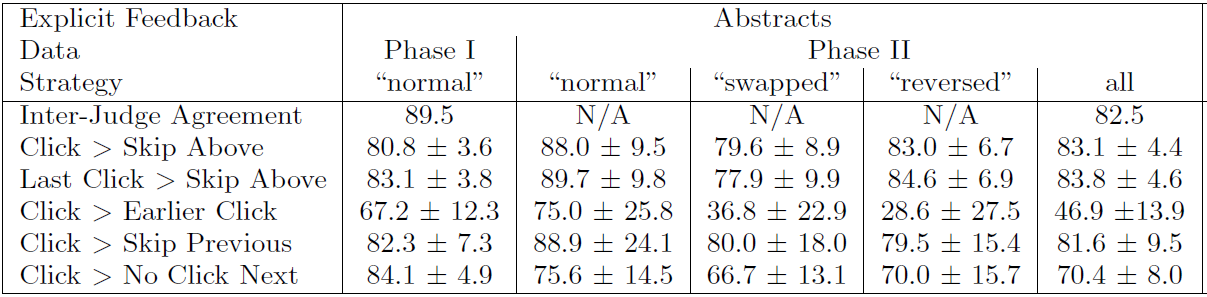 Explicit Feedback Abstracts
Data Phase I Phase II
Strategy “normal” “normal” “swapped” “reversed” all
Inter-Judge Agreement 89.5 N/A N/A N/A 82.5
Click > Skip Above 80.8 ± 3.6 88.0 ± 9.5 79.6 ± 8.9 83.0 ± 6.7 83.1 ± 4.4
Last Click > Skip Above 83.1 ± 3.8 89.7 ± 9.8 77.9 ± 9.9 84.6 ± 6.9 83.8 ± 4.6
Click > Earlier Click 67.2 ± 12.3 75.0 ± 25.8 36.8 ± 22.9 28.6 ± 27.5 46.9 ±13.9
Click > Skip Previous 82.3 ± 7.3 88.9 ± 24.1 80.0 ± 18.0 79.5 ± 15.4 81.6 ± 9.5
Click > No Click Next 84.1 ± 4.9 75.6 ± 14.5 66.7 ± 13.1 70.0 ± 15.7 70.4 ± 8.0